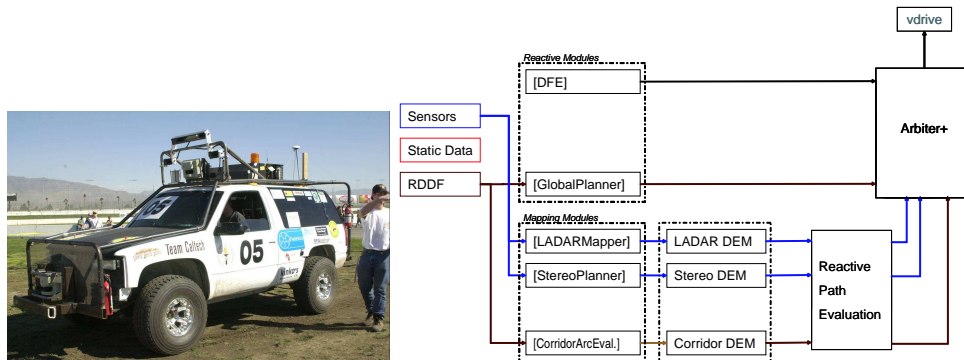 05
Team Caltech
05
vdrive
Reactive Modules
[DFE]
Sensors
Arbiter+
Static Data
RDDF
[GlobalPlanner]
Mapping Modules
[LADARMapper]
LADAR DEM
[StereoPlanner]
Stereo DEM
Reactive
Path
Evaluation
[CorridorArcEval.]
Corridor DEM